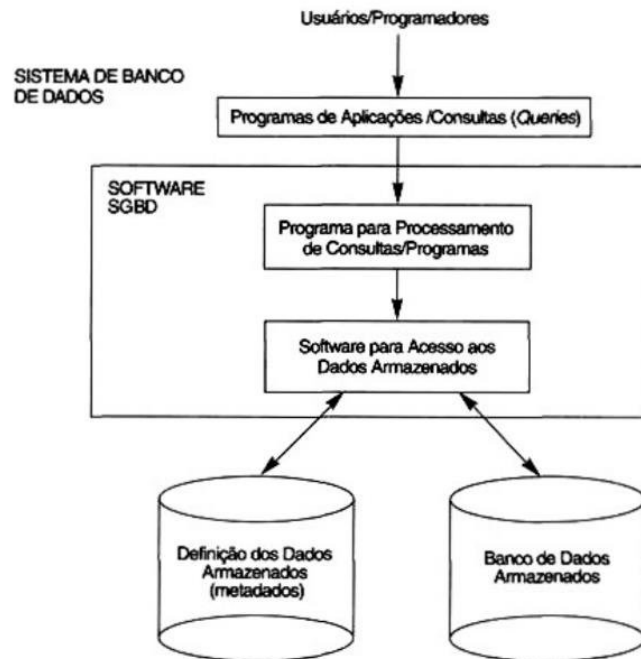 Usuários/Programadores
SISTEMA DE BANCO
DE DADOS
Programas de Aplicações /Consultas (Queries)
SOFTWARE
SGBD
Programa para Processamento
de Consultas/Programas
Software para Acesso aos
Dados Armazenados
Definição dos Dados
Armazenados
(metadados)
Banco de Dados
Armazenados